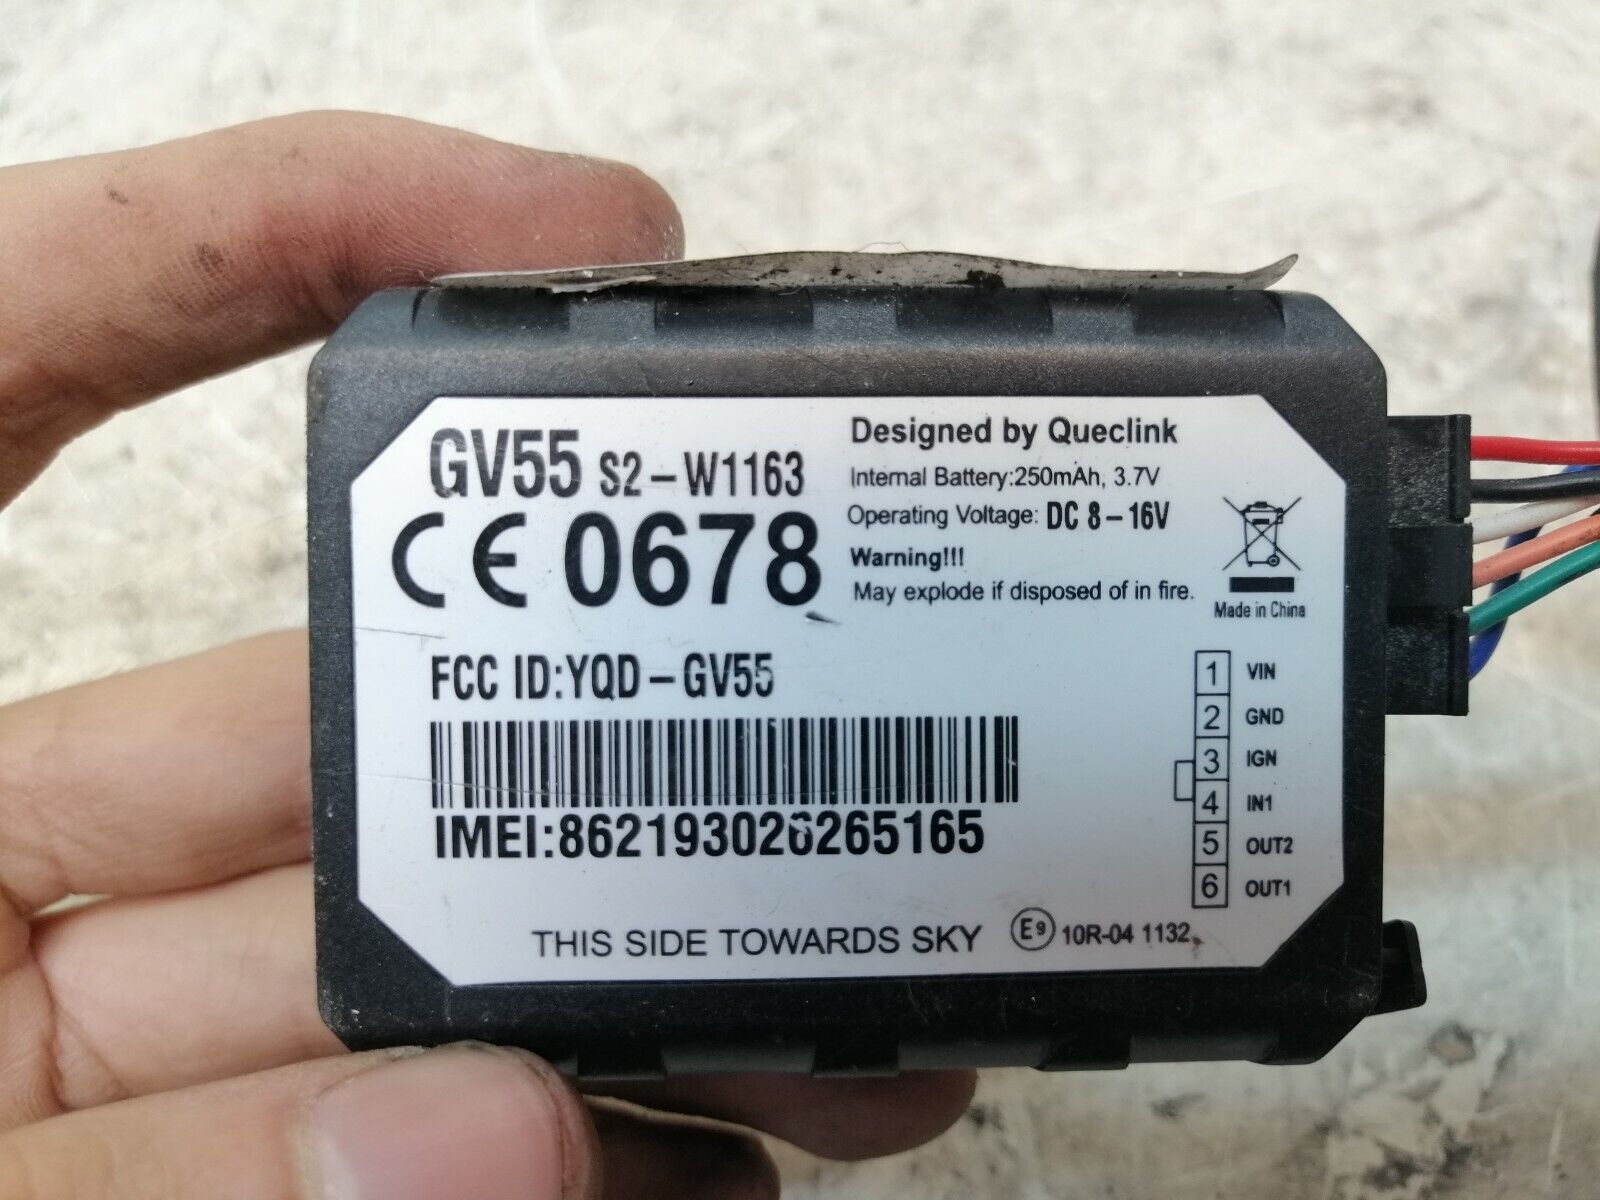 GV55 S2-W1163
CE 0678
Designed by Queclink
Internal Battery:250mAh, 3.7V
Operating Voltage: DC 8-16V
Warning!!!
May explode if disposed of in fire.
Made in China
FCC ID:YQD-GV55
IMEI:862193026265165
1 VIN
2 GND
3 IGN
4 IN1
5 OUT2
6 OUT1
THIS SIDE TOWARDS SKY E9 10R-04 1132